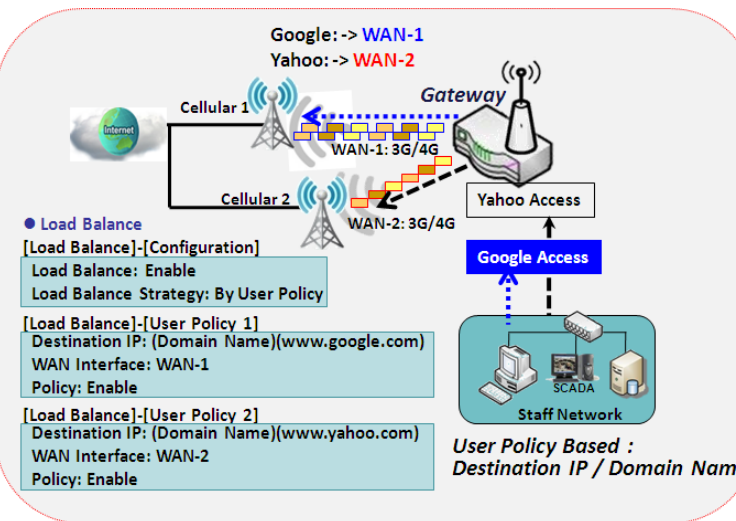 Google: -> WAN-1
Yahoo: -> WAN-2
Gateway
Cellular 1
Internet
WAN-1: 3G/4G
Cellular 2
WAN-2: 3G/4G
Yahoo Access
Google Access
SCADA
Staff Network
● Load Balance
[Load Balance]-[Configuration]
Load Balance: Enable
Load Balance Strategy: By User Policy
[Load Balance]-[User Policy 1]
Destination IP: (Domain Name)(www.google.com)
WAN Interface: WAN-1
Policy: Enable
[Load Balance]-[User Policy 2]
Destination IP: (Domain Name)(www.yahoo.com)
WAN Interface: WAN-2
Policy: Enable
User Policy Based :
Destination IP / Domain Nam